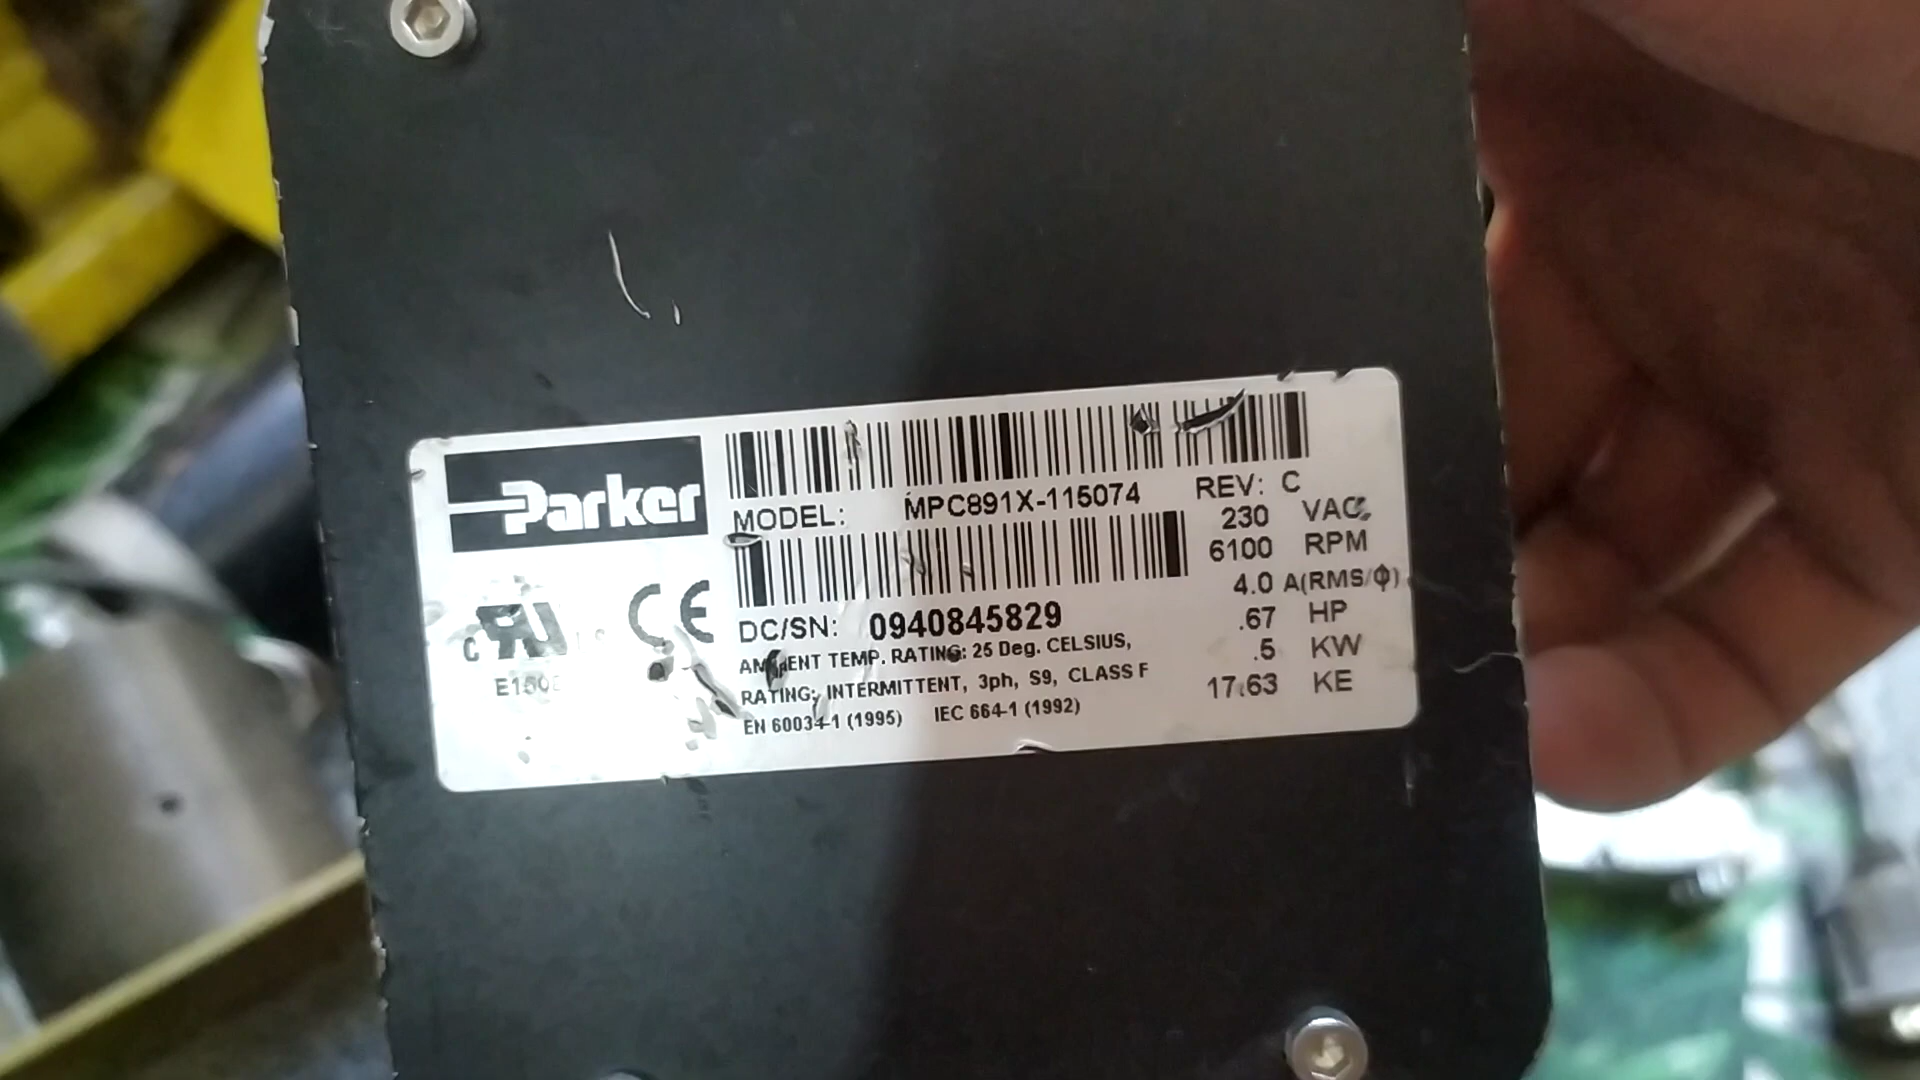 Parker
MODEL: MPC891X-115074 REV: C
230 VAC
6100 RPM
4.0 A(RMS/Φ)
DC/SN: 0940845829
.67 HP
.5 KW
17.63 KE
TEMP. RATING: 25 Deg. CELSIUS,
RATING: INTERMITTENT, 3ph, S9, CLASS F
EN 60034-1 (1995) IEC 664-1 (1992)
C RU US
CE